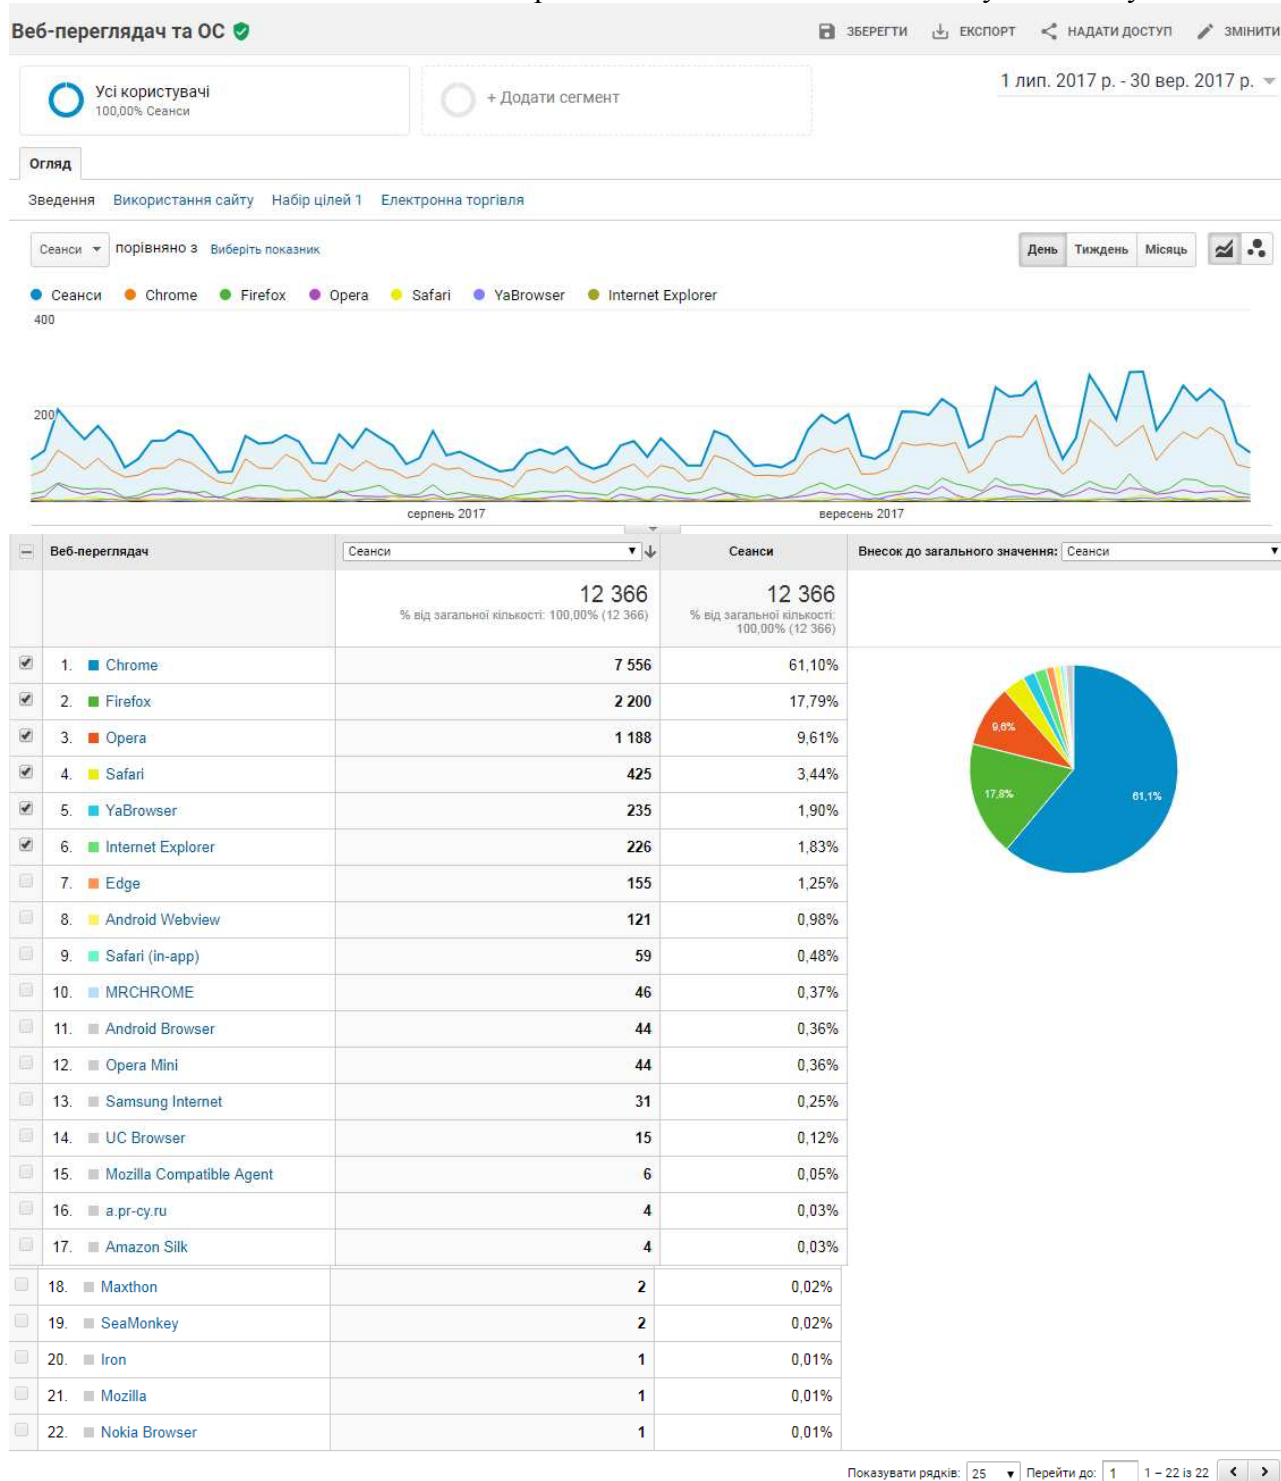 Веб-переглядач та ОС
ЗБЕРЕГТИ ЕКСПОРТ НАДАТИ ДОСТУП ЗМІНИТИ
Усі користувачі
100,00% Сеанси
+ Додати сегмент
1 лип. 2017 р. - 30 вер. 2017 р.
Огляд
Зведення Використання сайту Набір цілей 1 Електронна торгівля
Сеанси порівняно з Виберіть показник
День Тиждень Місяць
Сеанси Chrome Firefox Opera Safari YaBrowser Internet Explorer
400
200
серпень 2017 вересень 2017
Веб-переглядач Сеанси Сеанси Внесок до загального значення: Сеанси
12 366 12 366
% від загальної кількості: 100,00% (12 366) % від загальної кількості:
100,00% (12 366)
1. Chrome 7 556 61,10%
2. Firefox 2 200 17,79%
3. Opera 1 188 9,61%
4. Safari 425 3,44%
5. YaBrowser 235 1,90%
6. Internet Explorer 226 1,83%
7. Edge 155 1,25%
8. Android Webview 121 0,98%
9. Safari (in-app) 59 0,48%
10. MRCHROME 46 0,37%
11. Android Browser 44 0,36%
12. Opera Mini 44 0,36%
13. Samsung Internet 31 0,25%
14. UC Browser 15 0,12%
15. Mozilla Compatible Agent 6 0,05%
16. a.pr-cy.ru 4 0,03%
17. Amazon Silk 4 0,03%
18. Maxthon 2 0,02%
19. SeaMonkey 2 0,02%
20. Iron 1 0,01%
21. Mozilla 1 0,01%
22. Nokia Browser 1 0,01%
9,6%
17,8%
61,1%
Показувати рядків: 25 Перейти до: 1 1 – 22 із 22